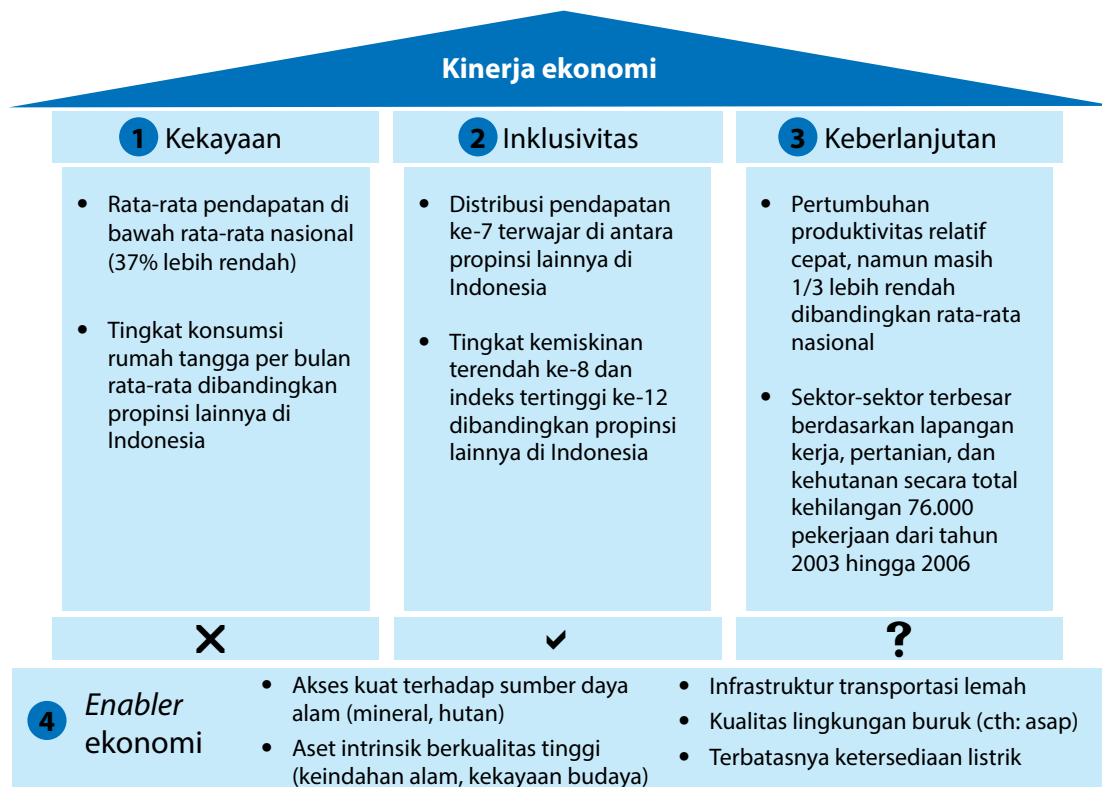 Kinerja ekonomi
1 Kekayaan
• Rata-rata pendapatan di
bawah rata-rata nasional
(37% lebih rendah)
• Tingkat konsumsi
rumah tangga per bulan
rata-rata dibandingkan
propinsi lainnya di
Indonesia
2 Inklusivitas
• Distribusi pendapatan
ke-7 terwajar di antara
propinsi lainnya di
Indonesia
• Tingkat kemiskinan
terendah ke-8 dan
indeks tertinggi ke-12
dibandingkan propinsi
lainnya di Indonesia
3 Keberlanjutan
• Pertumbuhan
produktivitas relatif
cepat, namun masih
1/3 lebih rendah
dibandingkan rata-rata
nasional
• Sektor-sektor terbesar
berdasarkan lapangan
kerja, pertanian, dan
kehutanan secara total
kehilangan 76.000
pekerjaan dari tahun
2003 hingga 2006
?
4 Enabler
ekonomi
• Akses kuat terhadap sumber daya
alam (mineral, hutan)
• Aset intrinsik berkualitas tinggi
(keindahan alam, kekayaan budaya)
• Infrastruktur transportasi lemah
• Kualitas lingkungan buruk (cth: asap)
• Terbatasnya ketersediaan listrik